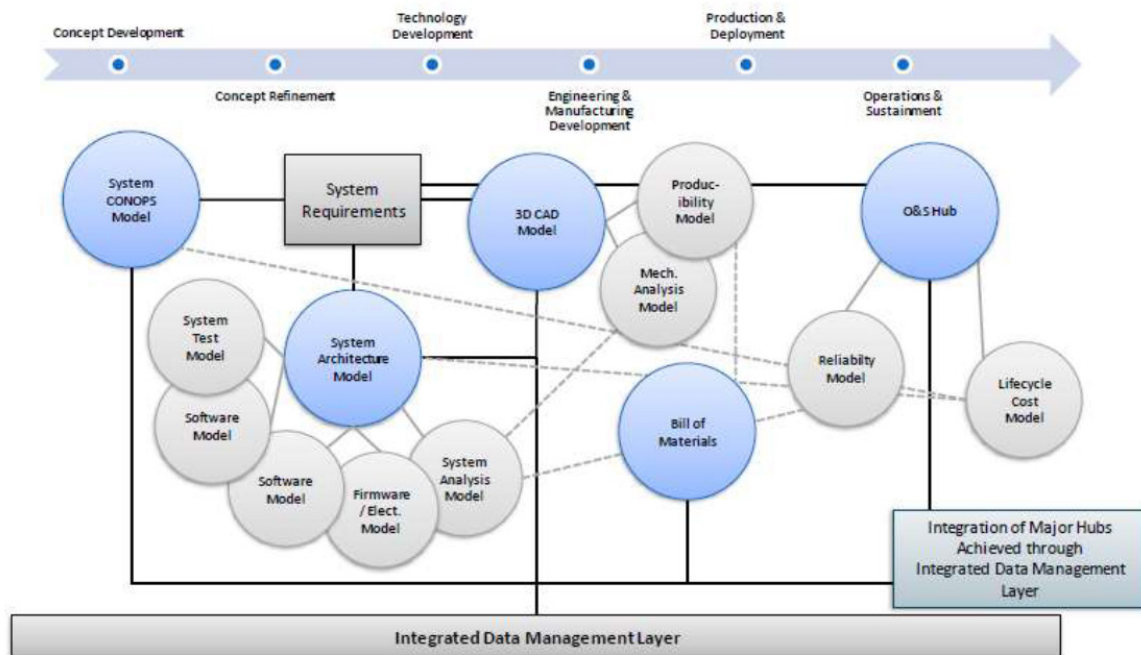 Concept Development
Technology
Development
Production &
Deployment
Concept Refinement
Engineering &
Manufacturing
Development
Operations &
Sustainment
System
CONOPS
Model
System
Requirements
3D CAD
Model
Produc-
ibility
Model
O&S Hub
Mech.
Analysis
Model
System
Test
Model
System
Architecture
Model
Reliabilty
Model
Lifecycle
Cost
Model
Software
Model
Bill of
Materials
Software
Model
Firmware
/ Elect.
Model
System
Analysis
Model
Integration of Major Hubs
Achieved through
Integrated Data Management
Layer
Integrated Data Management Layer